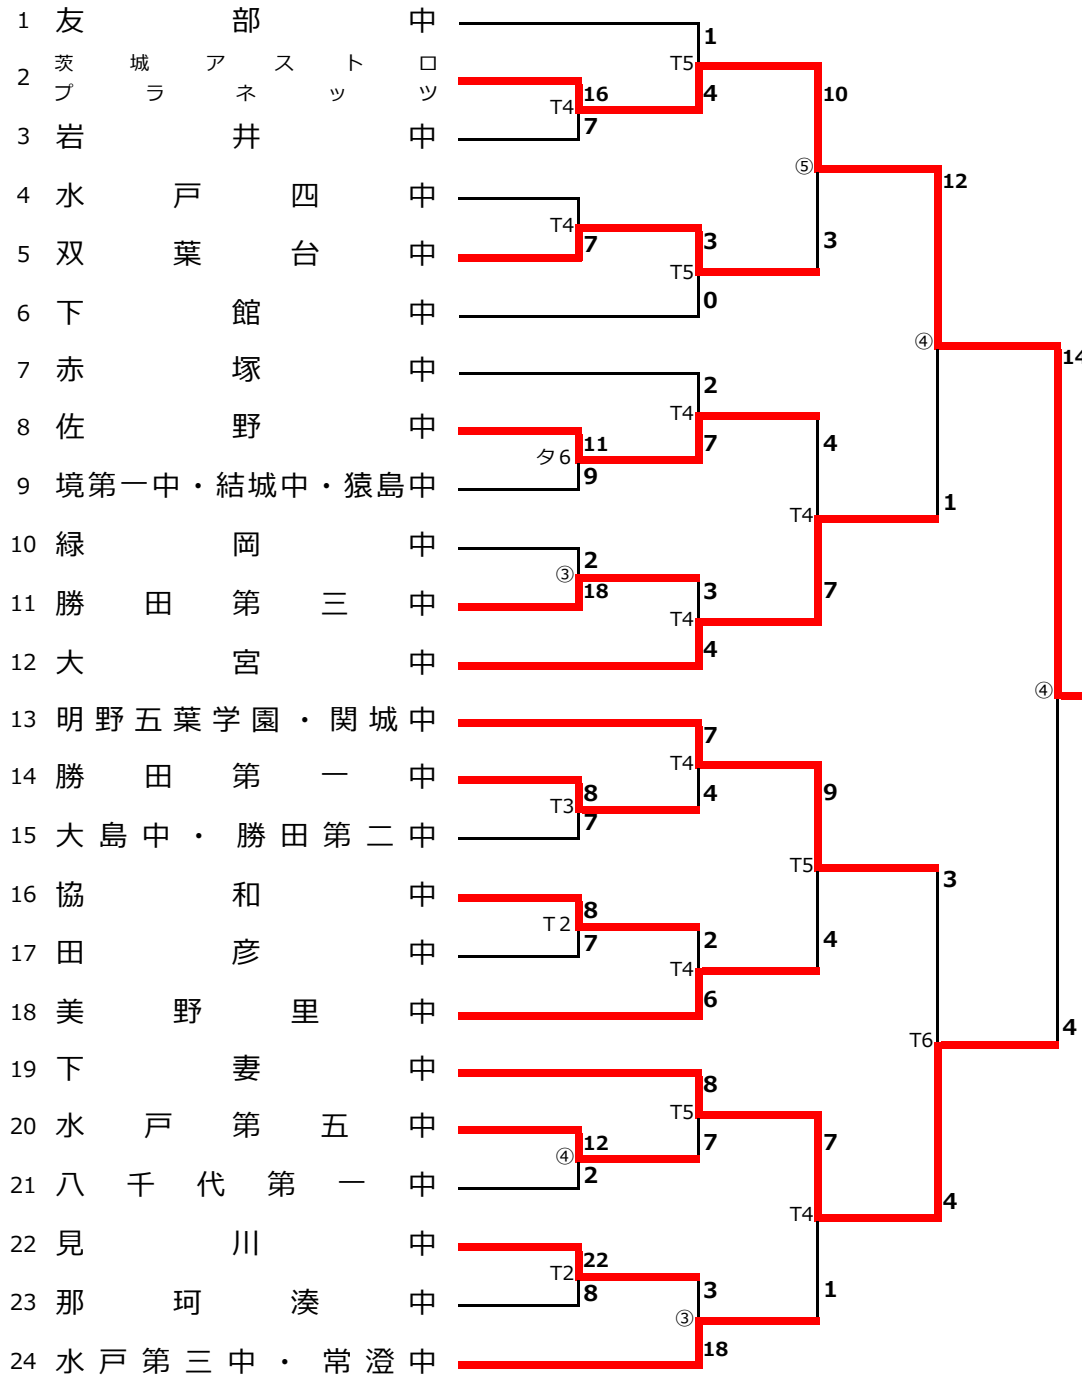 1 友部中
1
T5
2 茨城アストロ
プラネッツ
16
4
10
T4
7
3 岩井中
⑤
12
4 水戸四中
T4
7
3
3
5 双葉台中
T5
0
6 下館中
④
14
7 赤塚中
2
T4
8 佐野中
11
7
4
タ6
9
9 境第一中・結城中・猿島中
1
T4
10 緑岡中
2
③
18
3
7
11 勝田第三中
T4
4
12 大宮中
④
13 明野五葉学園・関城中
7
T4
14 勝田第一中
8
4
9
T3
7
15 大島中・勝田第二中
T5
3
16 協和中
8
T2
7
2
4
17 田彦中
T4
6
18 美野里中
4
T6
19 下妻中
8
T5
20 水戸第五中
12
7
7
④
2
21 八千代第一中
4
T4
22 見川中
22
T2
8
3
1
23 那珂湊中
③
18
24 水戸第三中・常澄中